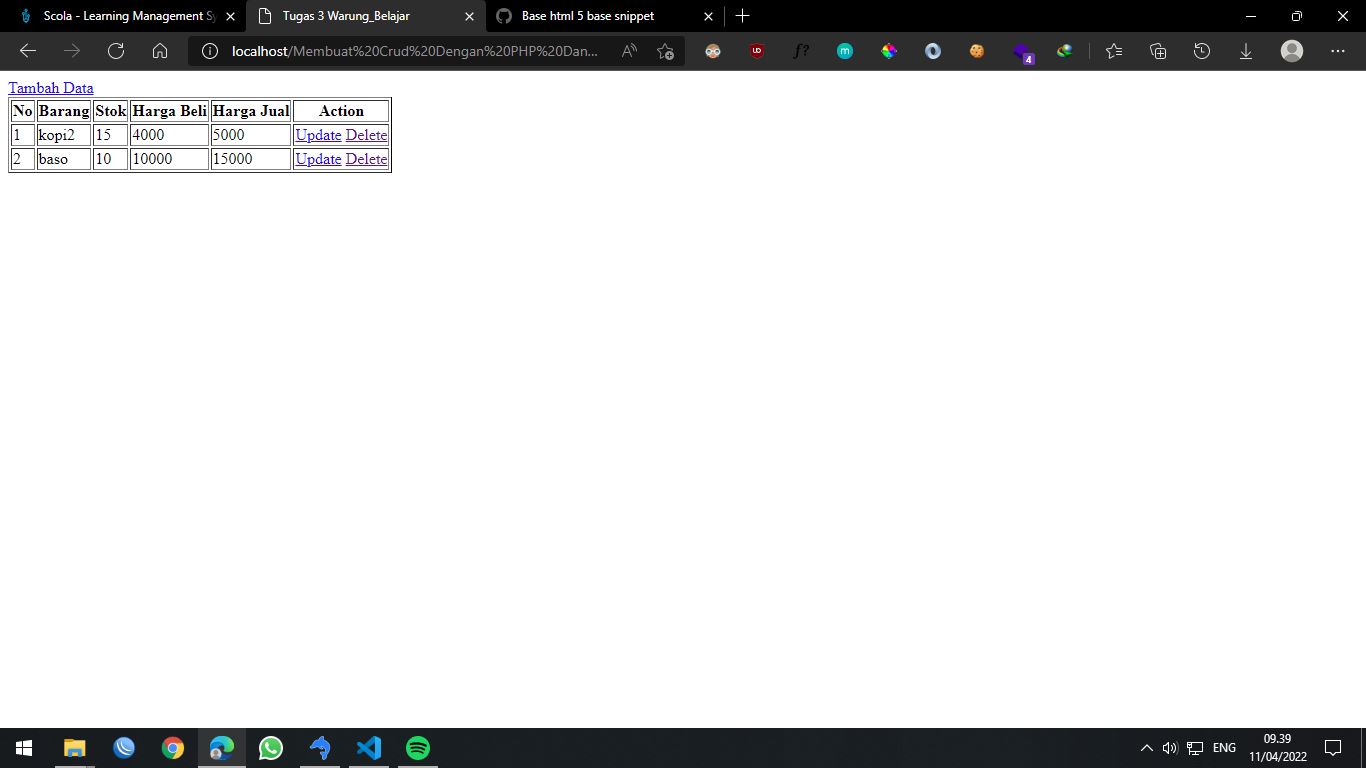 Scola - Learning Management Sy
Tugas 3 Warung_Belajar
Base html 5 base snippet
localhost/Membuat%20Crud%20Dengan%20PHP%20Dan...
4
Tambah Data
No Barang Stok Harga Beli Harga Jual Action
1 kopi2 15 4000 5000 Update Delete
2 baso 10 10000 15000 Update Delete
ENG
09.39
11/04/2022